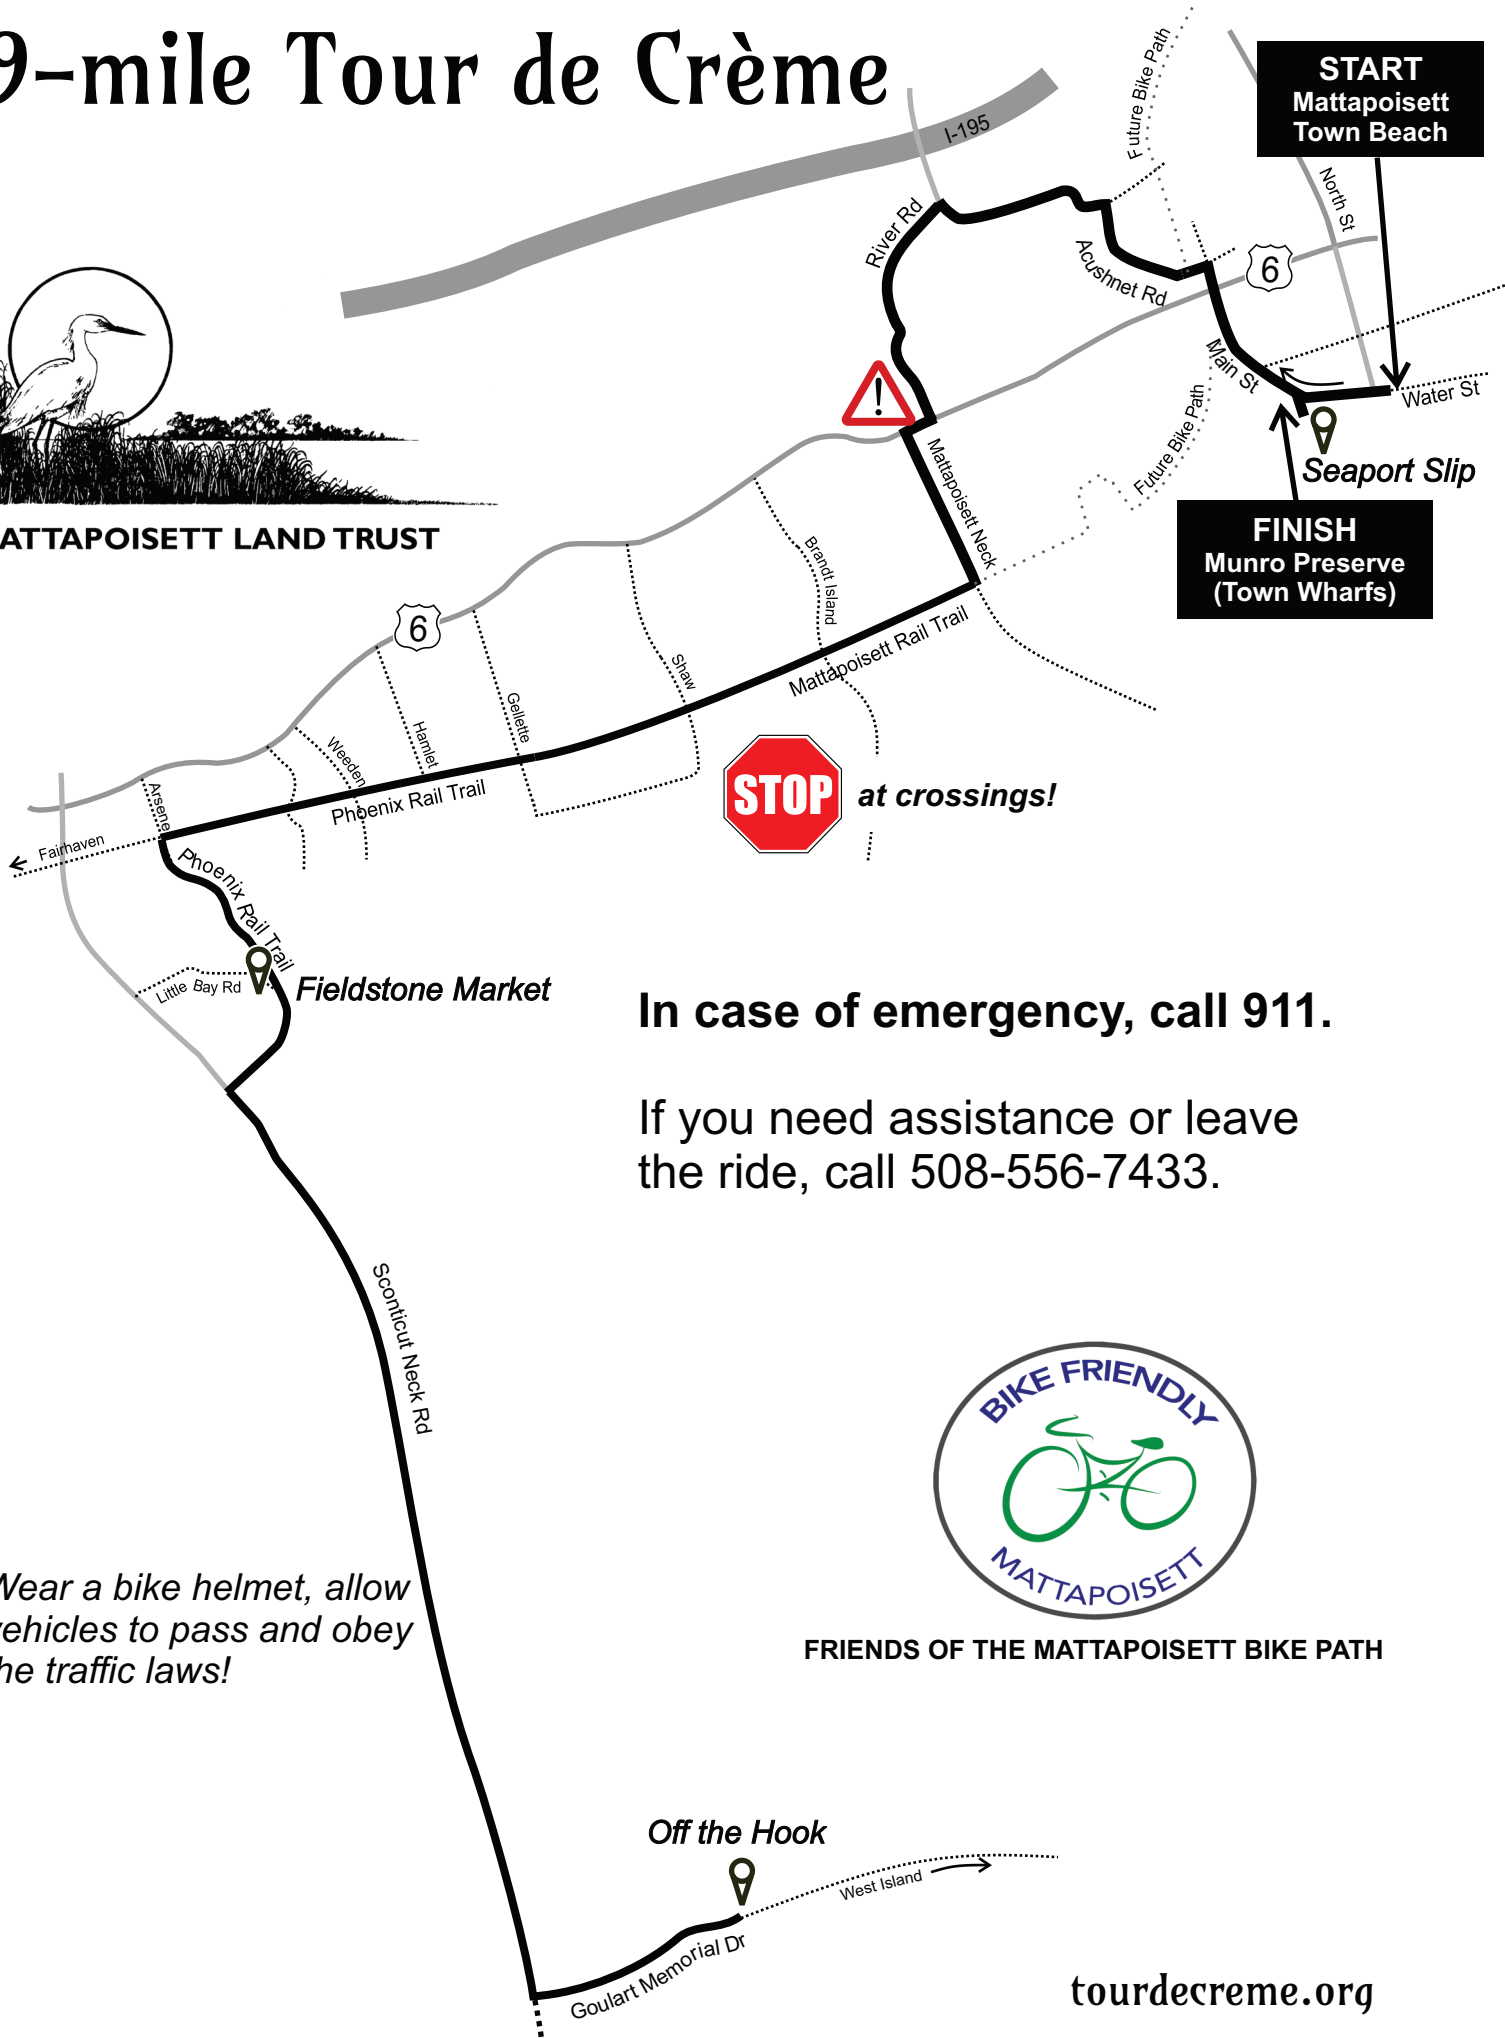 9-mile Tour de Crème
START
Mattapoisett
Town Beach
Future Bike Path
I-195
North St
River Rd
Acushnet Rd
6
Main St
Water St
Seaport Slip
Future Bike Path
FINISH
Munro Preserve
(Town Wharfs)
!
Mattapoisett Neck
ATTAPOISETT LAND TRUST
Brandt Island
6
Mattapoisett Rail Trail
Shaw
Gellette
Hamlet
Weeden
Arsene
Phoenix Rail Trail
STOP
at crossings!
Fairhaven
Phoenix Rail Trail
Little Bay Rd
Fieldstone Market
In case of emergency, call 911.
If you need assistance or leave
the ride, call 508-556-7433.
Sconticut Neck Rd
BIKE FRIENDLY
MATTAPOISETT
FRIENDS OF THE MATTAPOISETT BIKE PATH
Wear a bike helmet, allow
vehicles to pass and obey
he traffic laws!
Off the Hook
West Island
Goulart Memorial Dr
tourdecreme.org